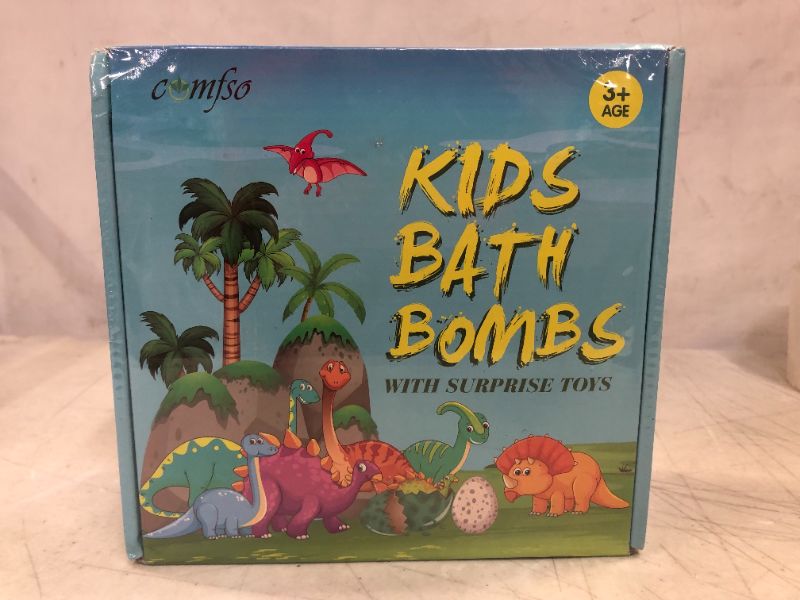 comfso
3+
AGE
KIDS
BATH
BOMBS
WITH SURPRISE TOYS